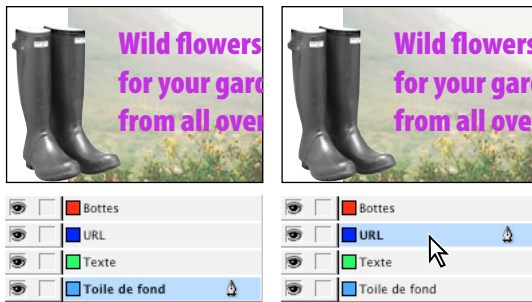 Wild flowers
for your gard
from all over
Bottes
URL
Texte
Toile de fond
Wild flowers
for your gard
from all over
Bottes
URL
Texte
Toile de fond